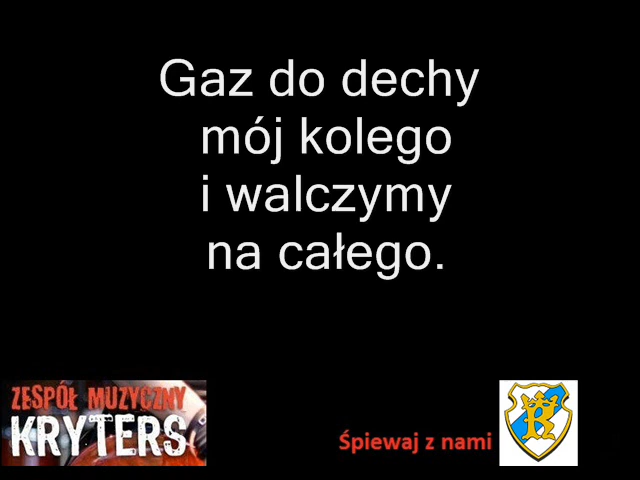 Gaz do dechy
mój kolego
i walczymy
na całego.
ZESPÓŁ MUZYCZNY
KRYTERS
Śpiewaj z nami